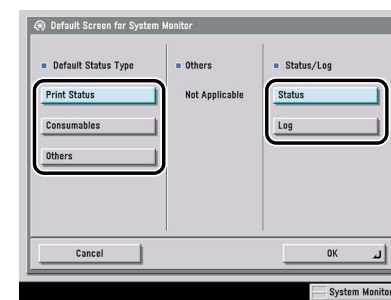 Default Screen for System Monitor
Default Status Type
Others
Status/Log
Print Status
Not Applicable
Status
Consumables
Log
Others
Cancel
OK
System Monitor